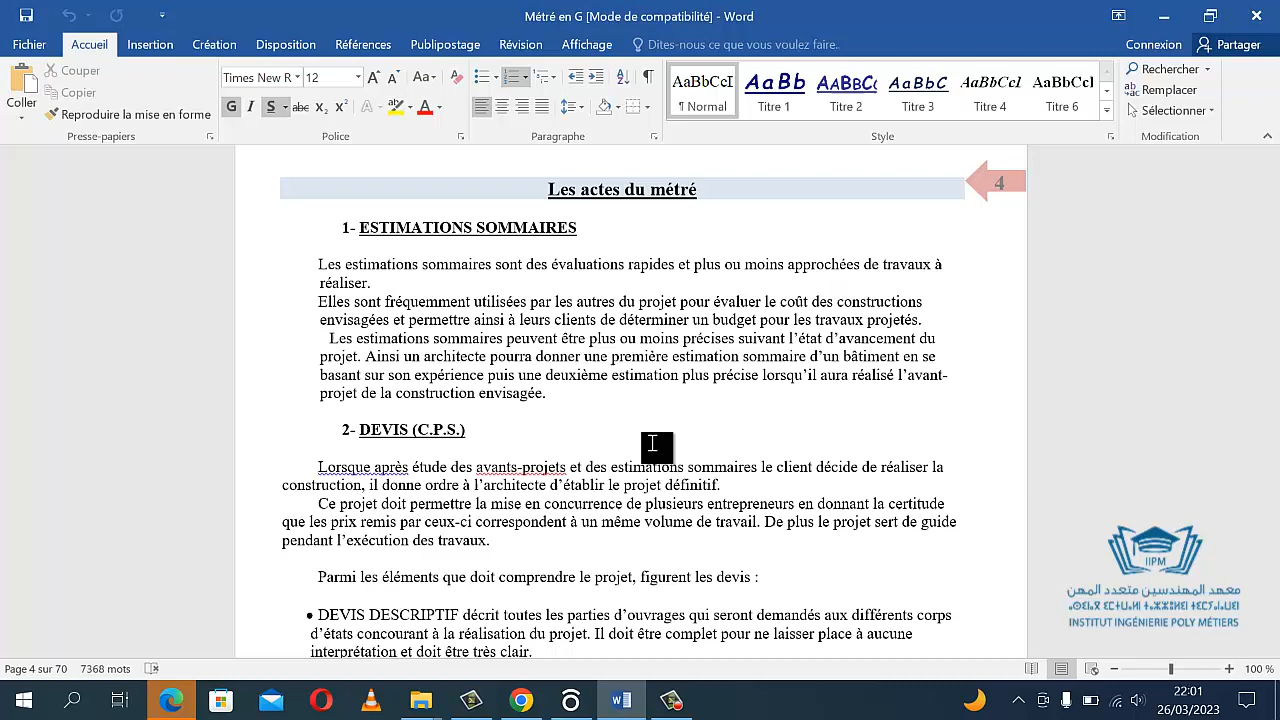 Métré en G [Mode de compatibilité] - Word
Fichier Accueil Insertion Création Disposition Références Publipostage Révision Affichage Dites-nous ce que vous voulez faire.. Connexion Partager
Coller
Couper
Copier
Reproduire la mise en forme
Times New R 12
G I S abc x₂ x² A A
AaBbCcI AaBb AaBbCc AaBbC AaBbCcI AaBbCcI
¶ Normal Titre 1 Titre 2 Titre 3 Titre 4 Titre 6
Rechercher
Remplacer
Sélectionner
Presse-papiers Police Paragraphe Style Modification
Les actes du métré
4
1- ESTIMATIONS SOMMAIRES
Les estimations sommaires sont des évaluations rapides et plus ou moins approchées de travaux à
réaliser.
Elles sont fréquemment utilisées par les autres du projet pour évaluer le coût des constructions
envisagées et permettre ainsi à leurs clients de déterminer un budget pour les travaux projetés.
Les estimations sommaires peuvent être plus ou moins précises suivant l’état d’avancement du
projet. Ainsi un architecte pourra donner une première estimation sommaire d’un bâtiment en se
basant sur son expérience puis une deuxième estimation plus précise lorsqu’il aura réalisé l’avant-
projet de la construction envisagée.
2- DEVIS (C.P.S.)
Lorsque après étude des avants-projets et des estimations sommaires le client décide de réaliser la
construction, il donne ordre à l’architecte d’établir le projet définitif.
Ce projet doit permettre la mise en concurrence de plusieurs entrepreneurs en donnant la certitude
que les prix remis par ceux-ci correspondent à un même volume de travail. De plus le projet sert de guide
pendant l’exécution des travaux.
Parmi les éléments que doit comprendre le projet, figurent les devis :
● DEVIS DESCRIPTIF décrit toutes les parties d’ouvrages qui seront demandés aux différents corps
d’états concourant à la réalisation du projet. Il doit être complet pour ne laisser place à aucune
interprétation et doit être très clair.
IIPM
معهد المهندسين متعدد المهن
INSTITUT INGÉNIERIE POLY MÉTIERS
Page 4 sur 70 7368 mots 100 %
22:01
26/03/2023